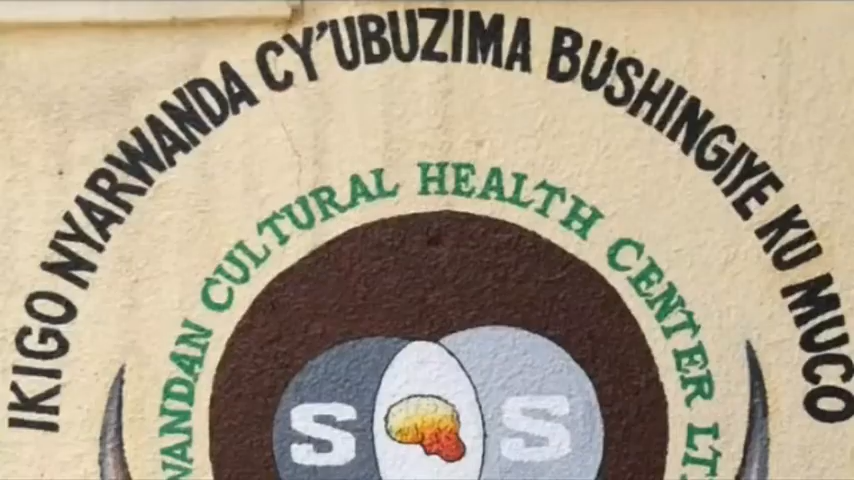 IKIGO NYARWANDA CY'UBUZIMA BUSHINGIYE KU MUCO
CULTURAL HEALTH CENTER
S S